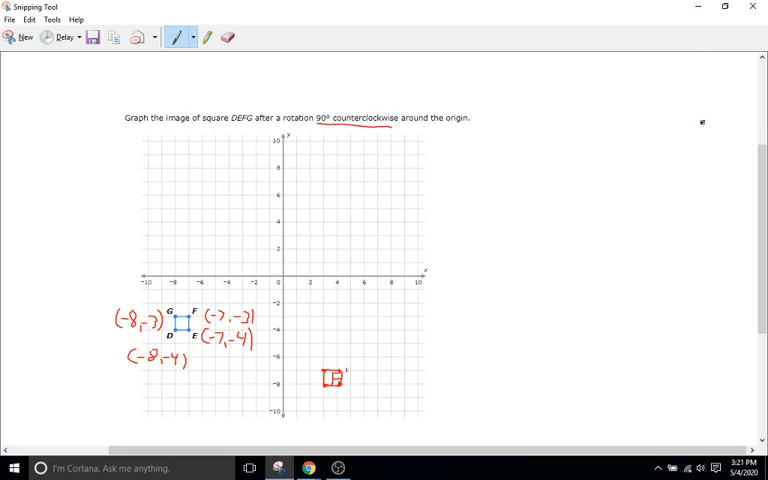 Snipping Tool
File Edit Tools Help
New Delay
Graph the image of square DEFG after a rotation 90° counterclockwise around the origin.
y
10
8
6
4
2
x
-10 -8 -6 -4 -2 0 2 4 6 8 10
-2
-4
-6
-8
-10
(-8,-3) G F (-7,-3)
D E (-7,-4)
(-8,-4)
E'
I'm Cortana. Ask me anything.
3:21 PM
5/4/2020